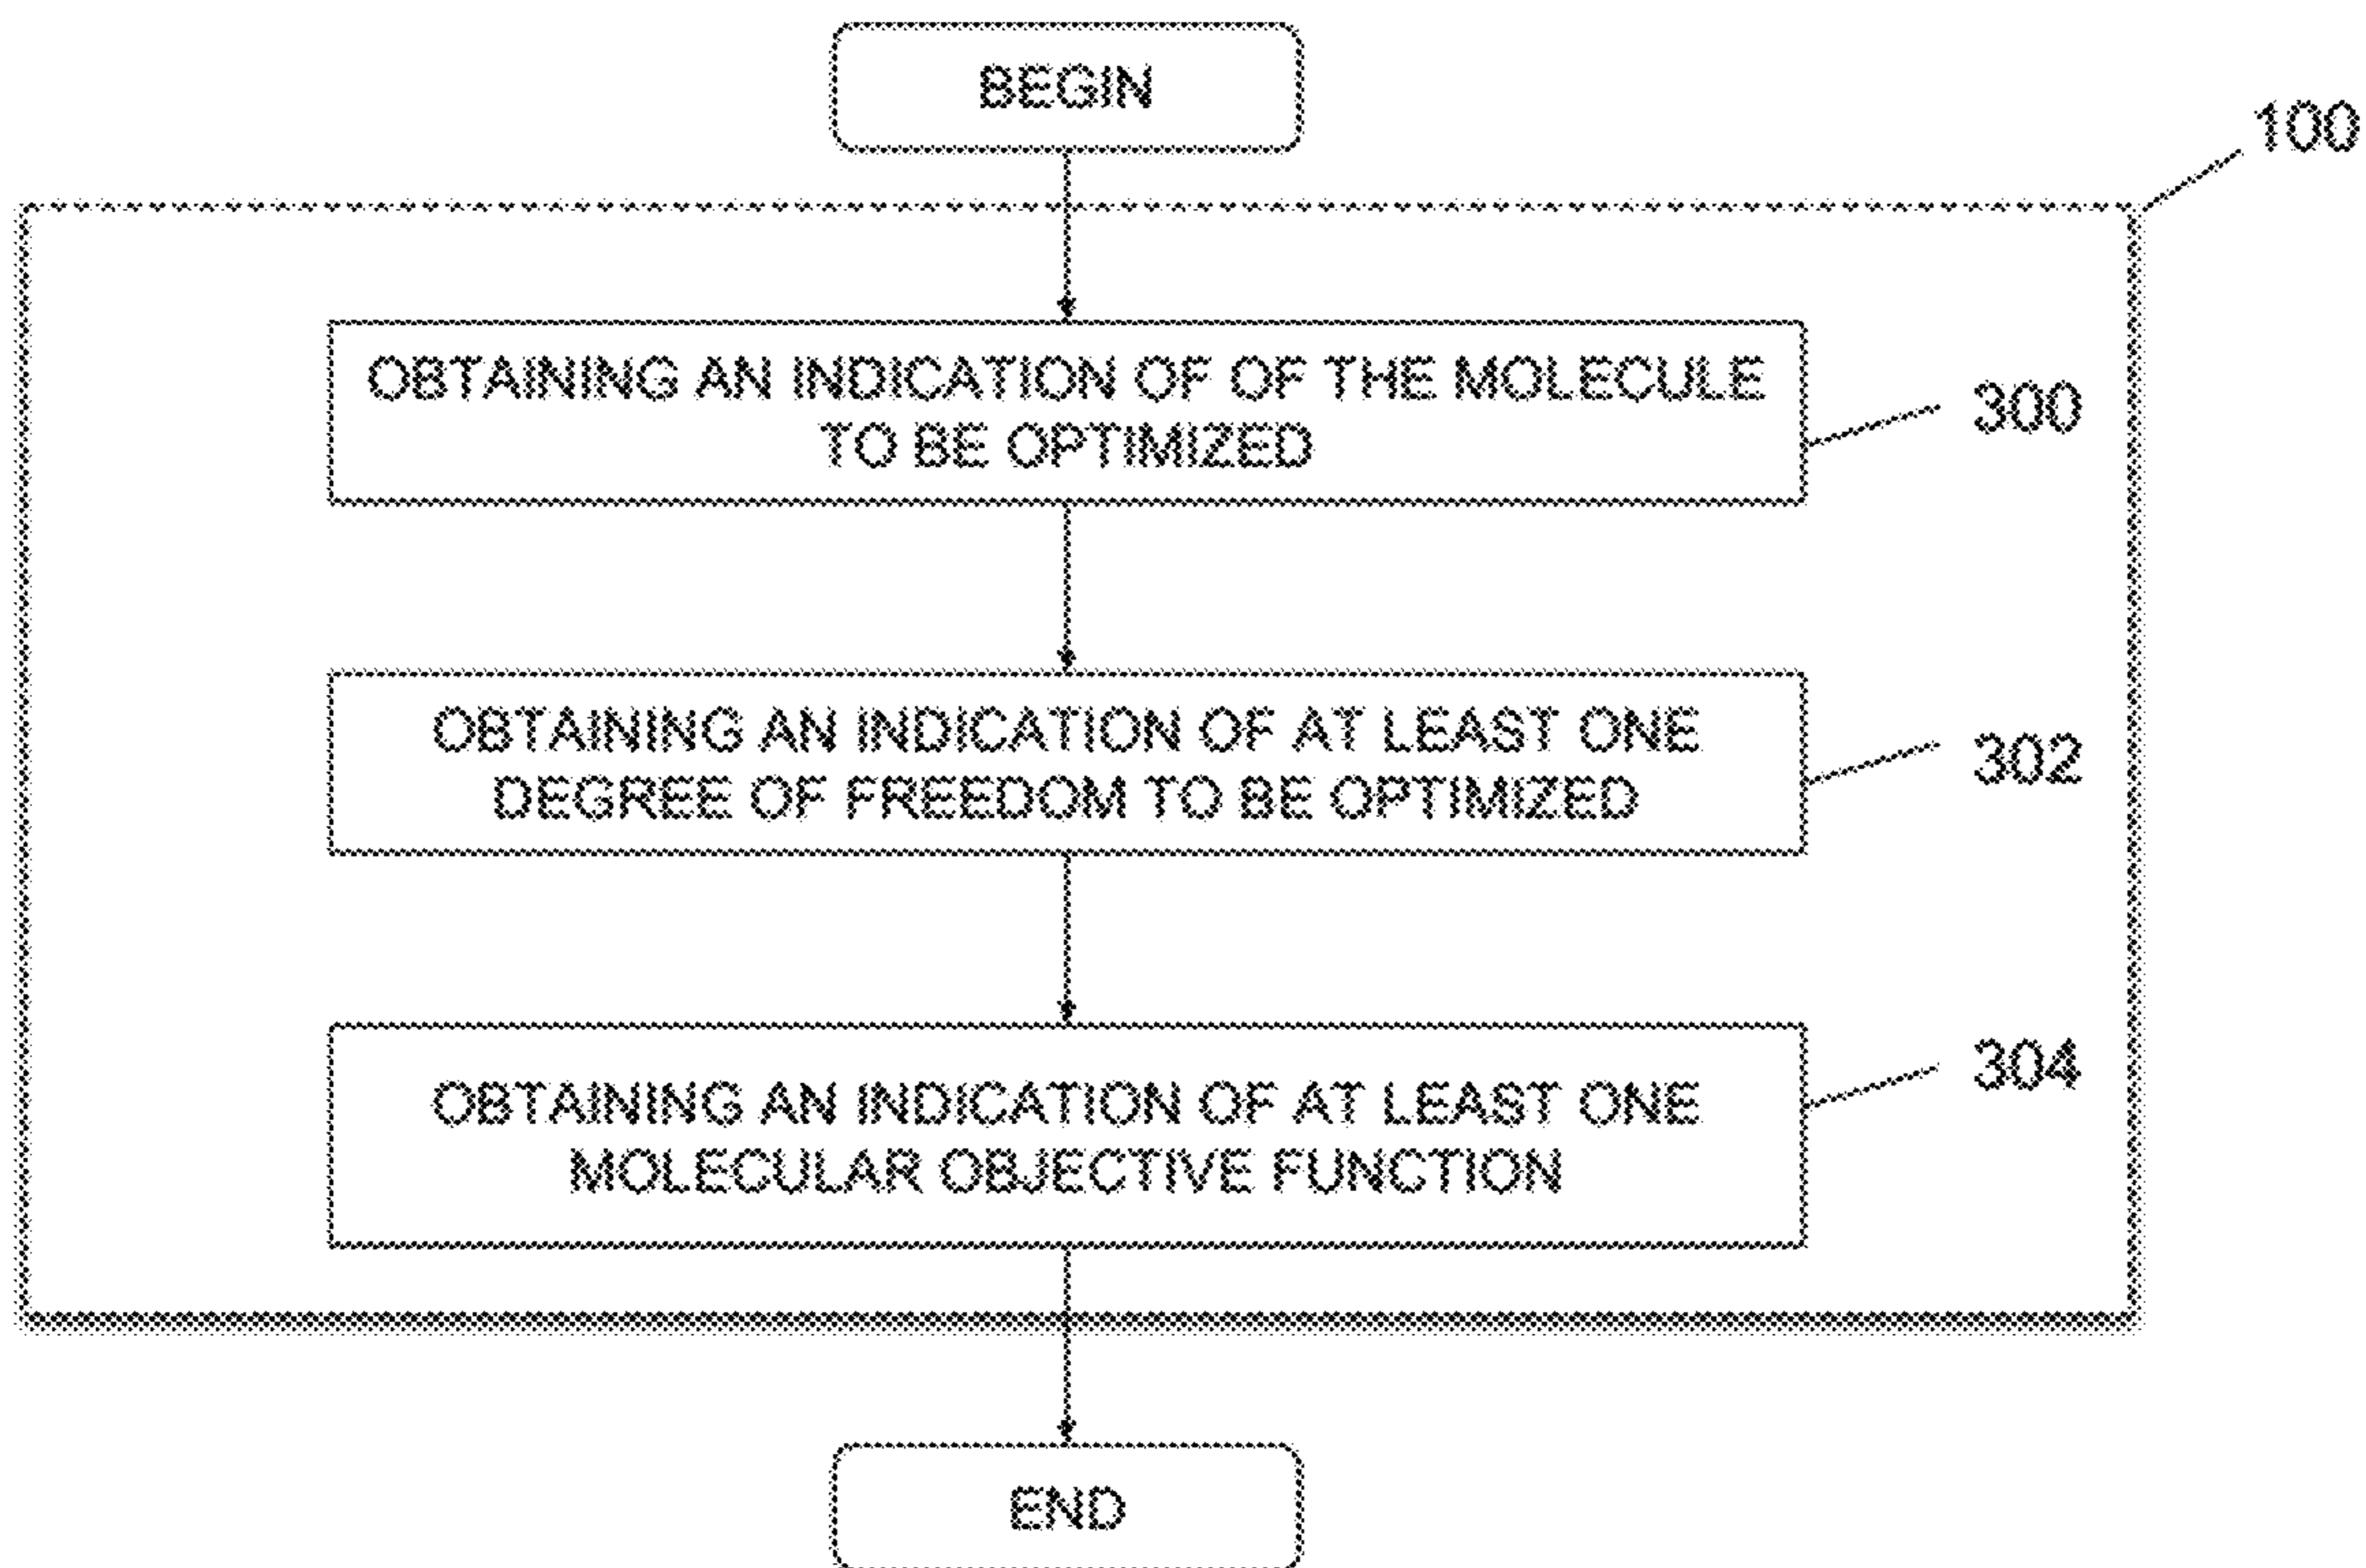 BEGIN
100
OBTAINING AN INDICATION OF OF THE MOLECULE
TO BE OPTIMIZED
300
OBTAINING AN INDICATION OF AT LEAST ONE
DEGREE OF FREEDOM TO BE OPTIMIZED
302
OBTAINING AN INDICATION OF AT LEAST ONE
MOLECULAR OBJECTIVE FUNCTION
304
END